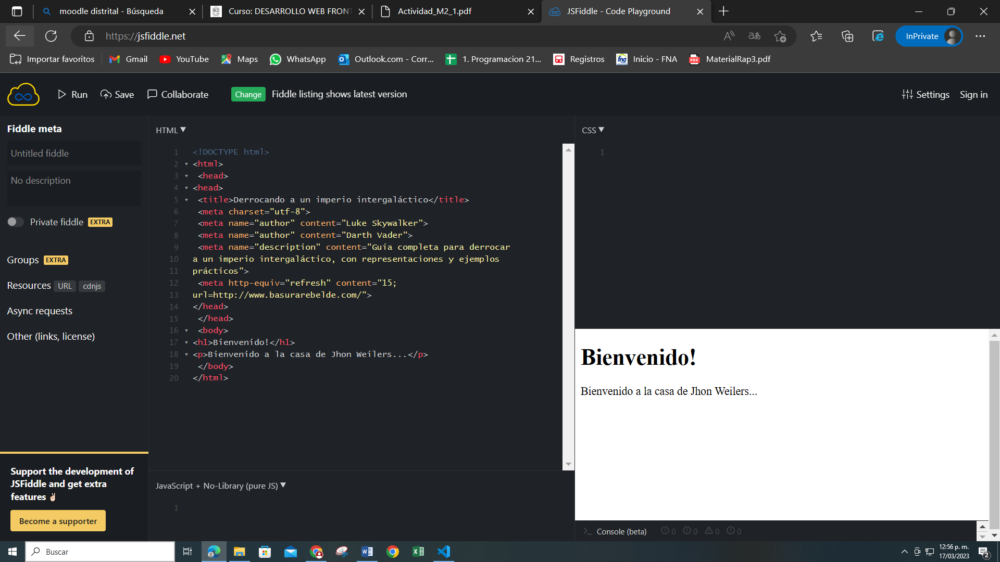 moodle distrital - Búsqueda
Curso: DESARROLLO WEB FRONT
Actividad_M2_1.pdf
JSFiddle - Code Playground
https://jsfiddle.net
InPrivate
Importar favoritos
Gmail
YouTube
Maps
WhatsApp
Outlook.com - Corr...
1. Programacion 21...
Registros
Inicio - FNA
MaterialRap3.pdf
Run
Save
Collaborate
Change
Fiddle listing shows latest version
Settings
Sign in
Fiddle meta
Untitled fiddle
No description
Private fiddle EXTRA
Groups EXTRA
Resources URL cdnjs
Async requests
Other (links, license)
Support the development of
JSFiddle and get extra
features
Become a supporter
HTML
1 <!DOCTYPE html>
2 <html>
3 <head>
4 <head>
5 <title>Derrocando a un imperio intergaláctico</title>
6 <meta charset="utf-8">
7 <meta name="author" content="Luke Skywalker">
8 <meta name="author" content="Darth Vader">
9 <meta name="description" content="Guía completa para derrocar
10 a un imperio intergaláctico, con representaciones y ejemplos
11 prácticos">
12 <meta http-equiv="refresh" content="15;
13 url=http://www.basurarebelde.com/">
14 </head>
15 </head>
16 <body>
17 <h1>Bienvenido!</h1>
18 <p>Bienvenido a la casa de Jhon Weilers...</p>
19 </body>
20 </html>
JavaScript + No-Library (pure JS)
1
CSS
1
Bienvenido!
Bienvenido a la casa de Jhon Weilers...
Console (beta)
0 0 0 0
Buscar
12:56 p. m.
17/03/2023
2